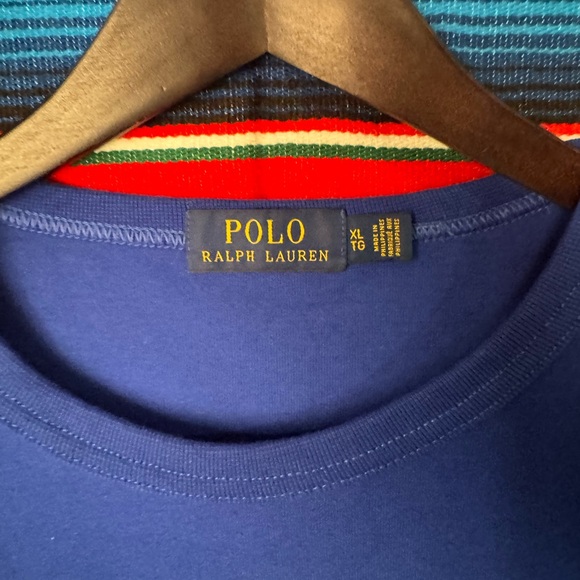 POLO
RALPH LAUREN
XL
TG
MADE IN
PHILIPPINES
FABRIQUÉ AUX
PHILIPPINES